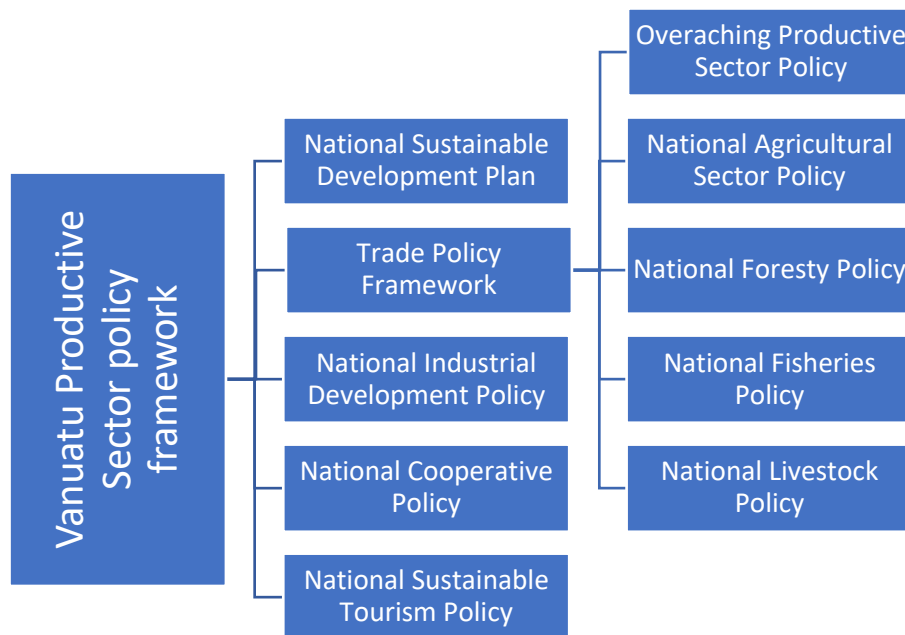 Vanuatu Productive
Sector policy
framework
National Sustainable
Development Plan
Trade Policy
Framework
National Industrial
Development Policy
National Cooperative
Policy
National Sustainable
Tourism Policy
Overaching Productive
Sector Policy
National Agricultural
Sector Policy
National Foresty Policy
National Fisheries
Policy
National Livestock
Policy